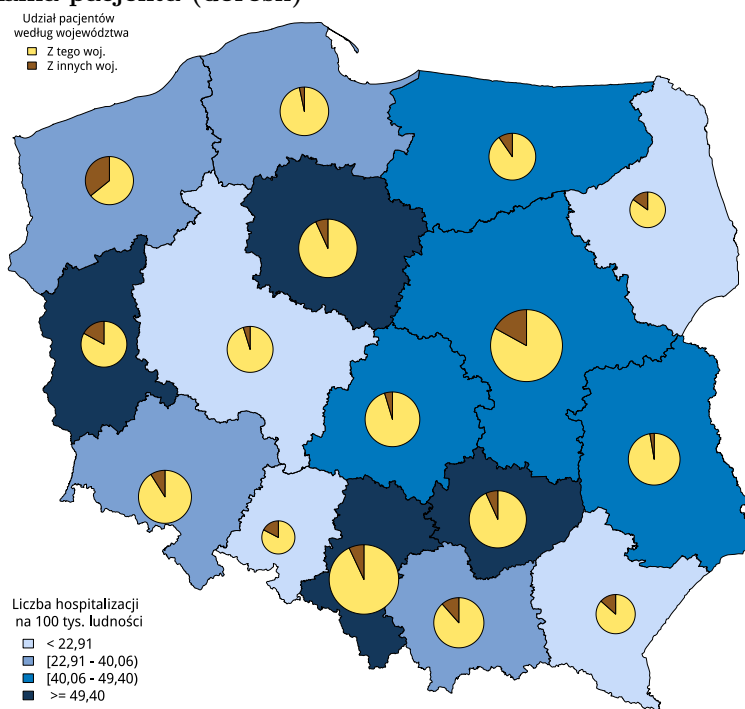 Udział pacjentów
według województwa
Z tego woj.
Z innych woj.
Liczba hospitalizacji
na 100 tys. ludności
< 22,91
[22,91 - 40,06)
[40,06 - 49,40)
>= 49,40